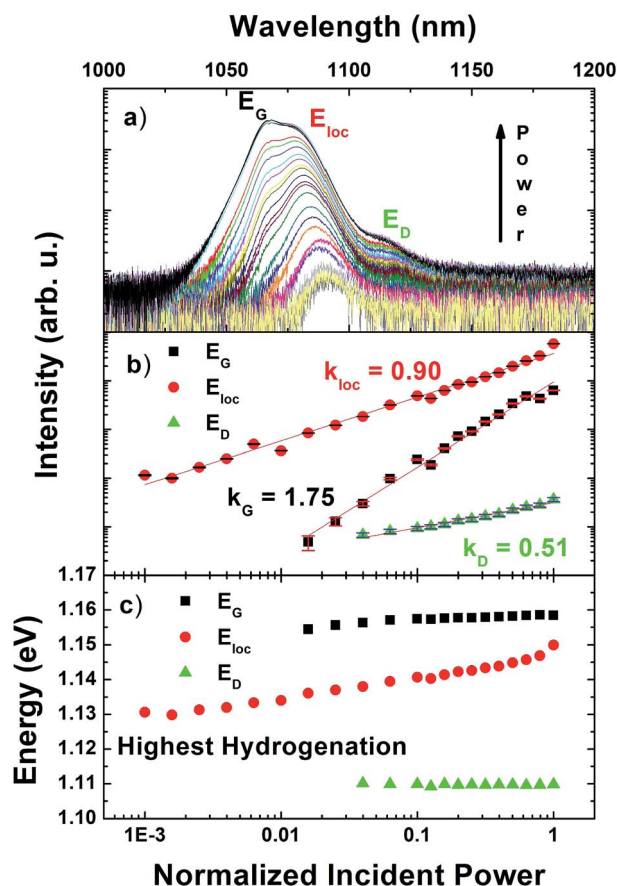 Wavelength (nm)
1000 1050 1100 1150 1200
a)
E_G
E_loc
E_D
Power
Intensity (arb. u.)
b)
E_G
E_loc
E_D
k_loc = 0.90
k_G = 1.75
k_D = 0.51
c)
E_G
E_loc
E_D
Highest Hydrogenation
Energy (eV)
1.17
1.16
1.15
1.14
1.13
1.12
1.11
1.10
1E-3 0.01 0.1 1
Normalized Incident Power